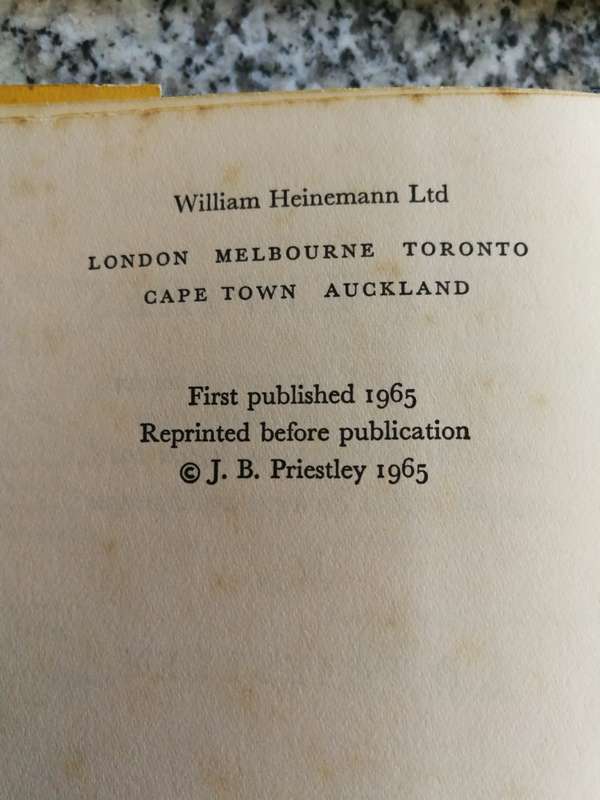 William Heinemann Ltd
LONDON MELBOURNE TORONTO
CAPE TOWN AUCKLAND
First published 1965
Reprinted before publication
© J. B. Priestley 1965